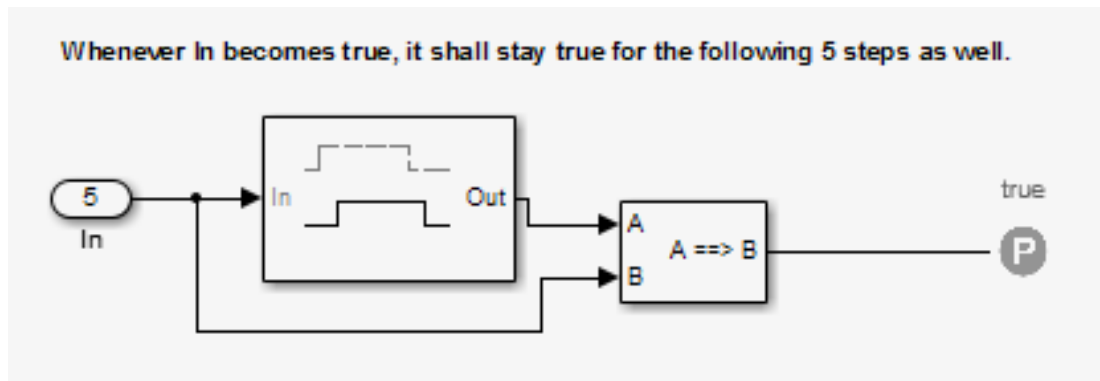 Whenever In becomes true, it shall stay true for the following 5 steps as well.
5
In
In
Out
A
B
A ==> B
true
P